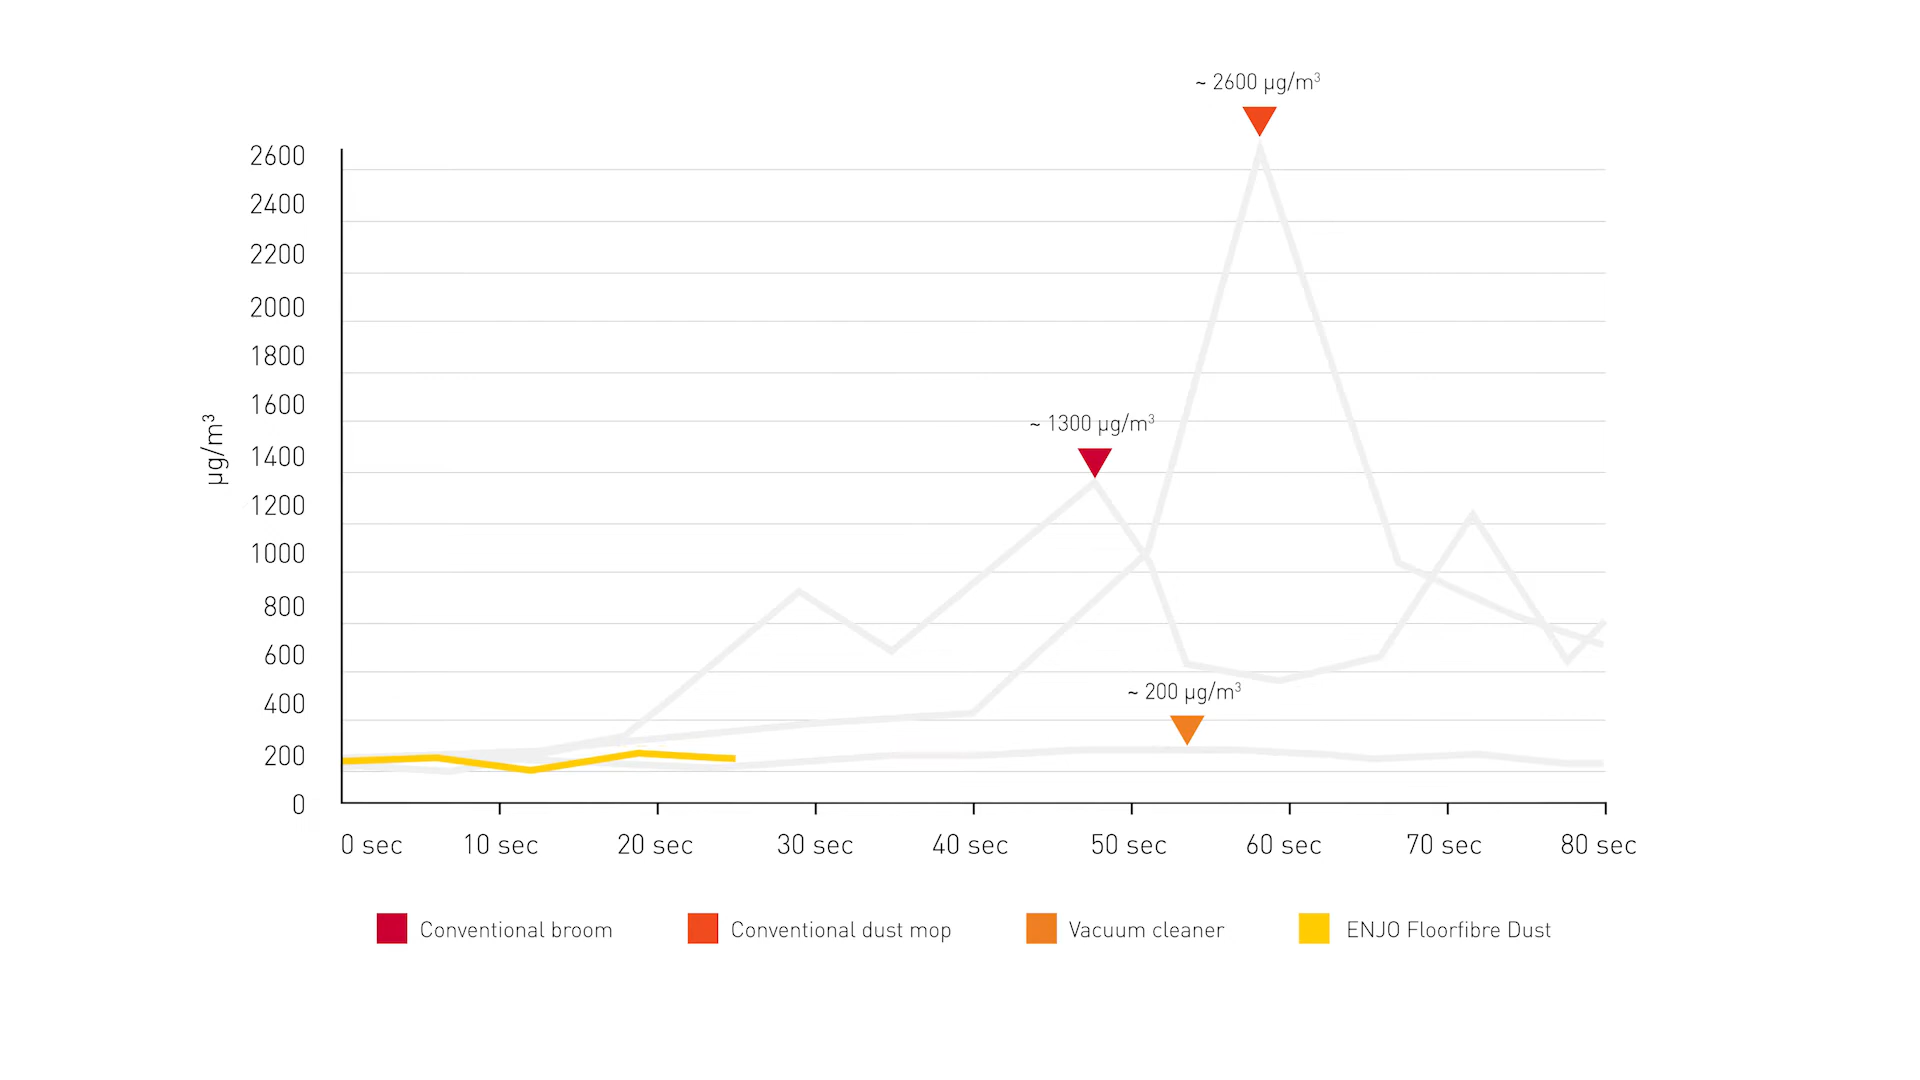 ~ 2600 µg/m³
2600
2400
2200
2000
1800
1600
1400
1200
1000
800
600
400
200
0
µg/m³
~ 1300 µg/m³
~ 200 µg/m³
0 sec 10 sec 20 sec 30 sec 40 sec 50 sec 60 sec 70 sec 80 sec
Conventional broom Conventional dust mop Vacuum cleaner ENJO Floorfibre Dust